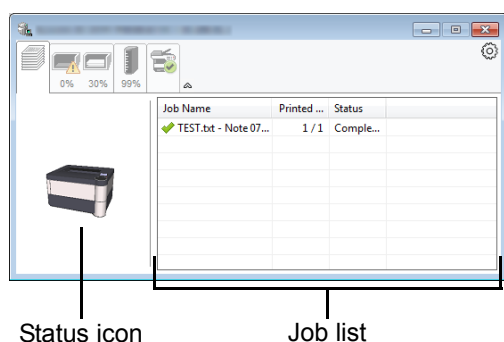 0% 30% 99%
Job Name Printed ... Status
TEST.txt - Note 07... 1 / 1 Comple...
Status icon Job list